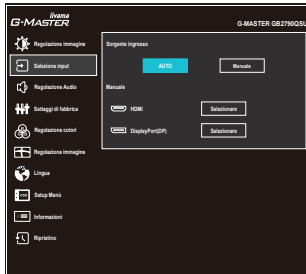 iiyama
G-MASTER
G-MASTER GB2790QSU
Regolazione immagine
Seleziona input
Regolazione Audio
Settaggi di fabbrica
Regolazione colori
Regolazione immagine
Lingua
OSD
Setup Menù
Informazioni
Ripristino
Sorgente ingresso
AUTO
Manuale
Manuale
HDMI
Selezionare
DisplayPort(DP)
Selezionare